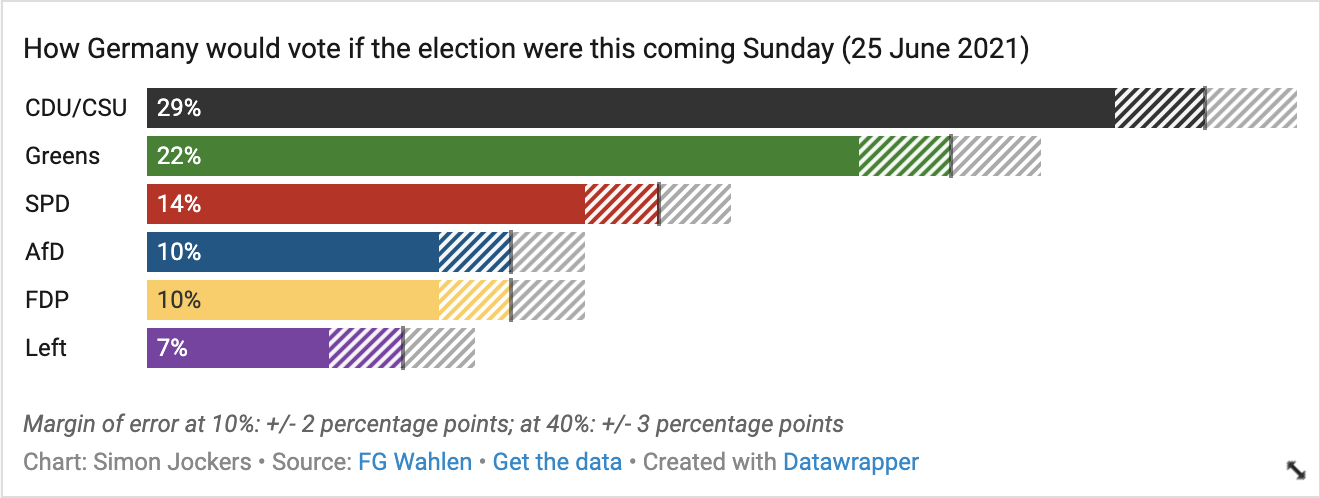 How Germany would vote if the election were this coming Sunday (25 June 2021)
CDU/CSU 29%
Greens 22%
SPD 14%
AfD 10%
FDP 10%
Left 7%
Margin of error at 10%: +/- 2 percentage points; at 40%: +/- 3 percentage points
Chart: Simon Jockers • Source: FG Wahlen • Get the data • Created with Datawrapper